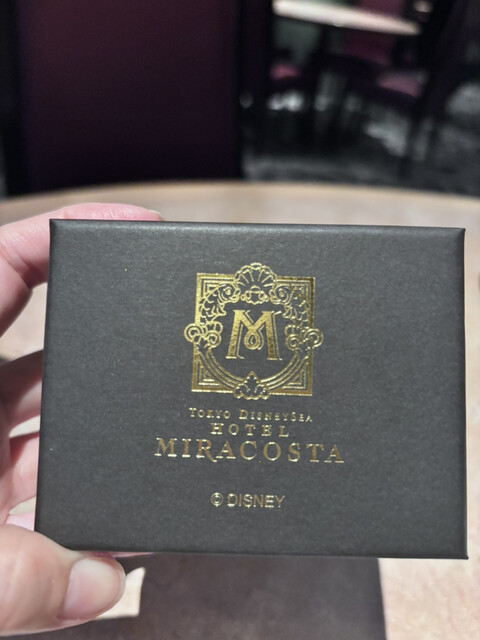 M
TOKYO DISNEYSEA
HOTEL
MIRACOSTA
© DISNEY